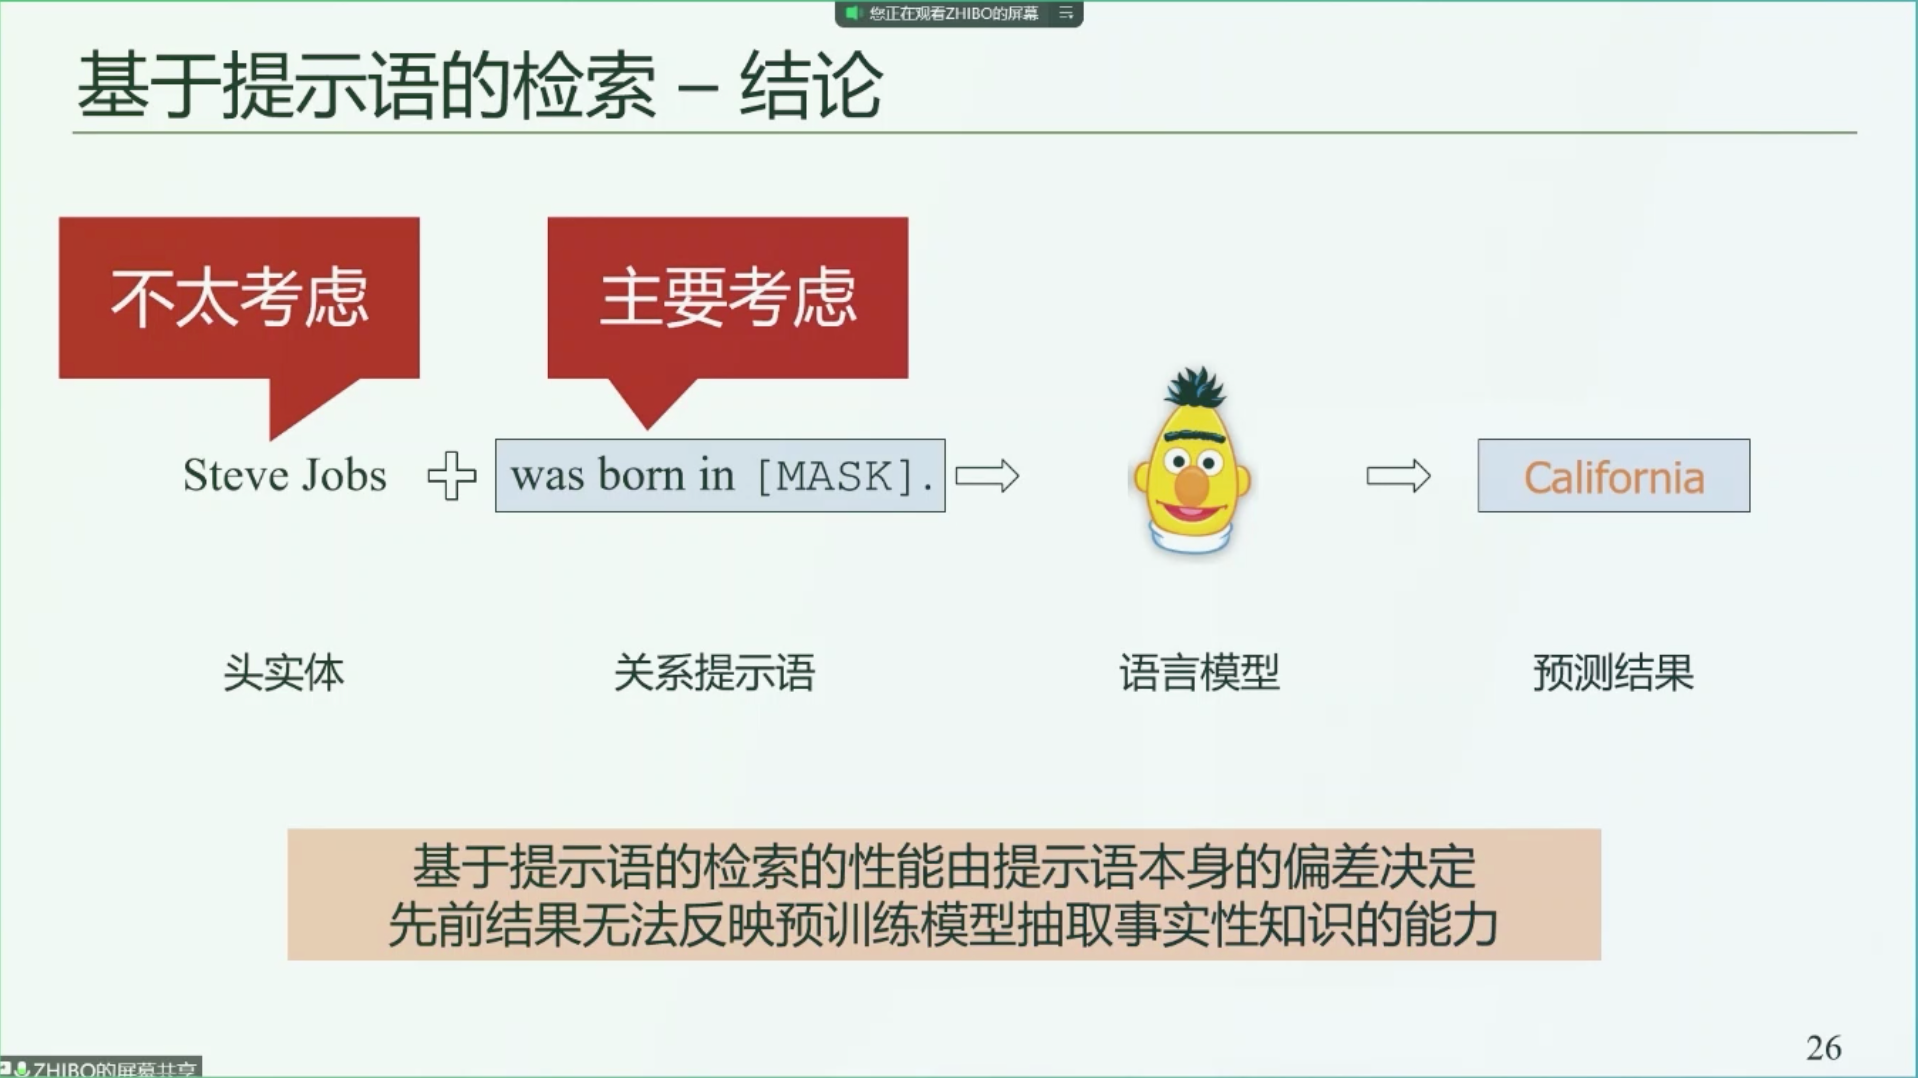 您正在观看ZHIBO的屏幕
基于提示语的检索 – 结论
不太考虑
主要考虑
Steve Jobs
was born in [MASK].
California
头实体
关系提示语
语言模型
预测结果
基于提示语的检索的性能由提示语本身的偏差决定
先前结果无法反映预训练模型抽取事实性知识的能力
26
ZHIBO的屏幕共享